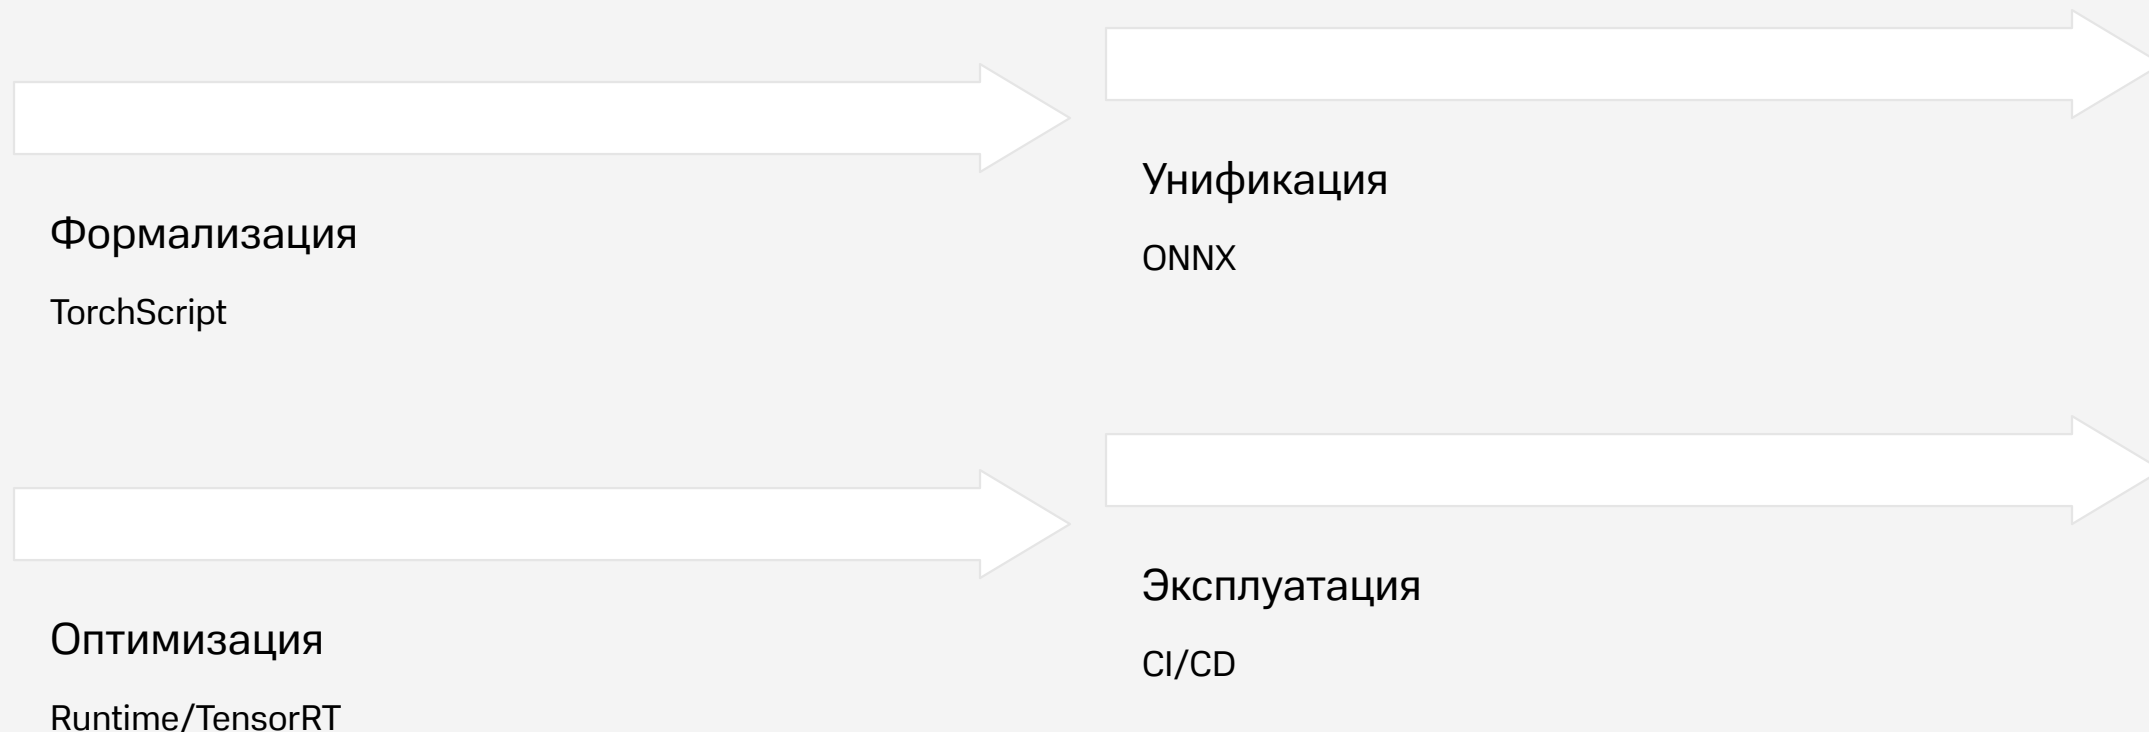 Формализация
TorchScript
Унификация
ONNX
Оптимизация
Runtime/TensorRT
Эксплуатация
CI/CD